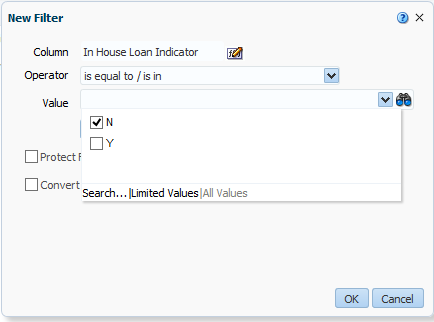 New Filter
Column In House Loan Indicator
Operator is equal to / is in
Value
N
Y
Protect
Convert
Search...|Limited Values|All Values
OK Cancel